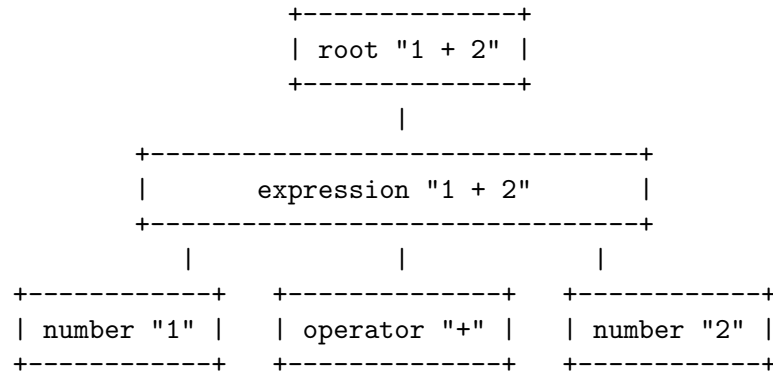 root "1 + 2"
expression "1 + 2"
number "1" operator "+" number "2"